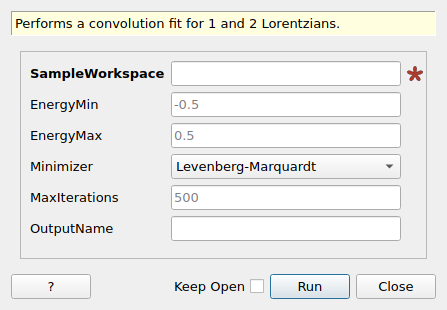 Performs a convolution fit for 1 and 2 Lorentzians.
SampleWorkspace
EnergyMin -0.5
EnergyMax 0.5
Minimizer Levenberg-Marquardt
MaxIterations 500
OutputName
? Keep Open Run Close